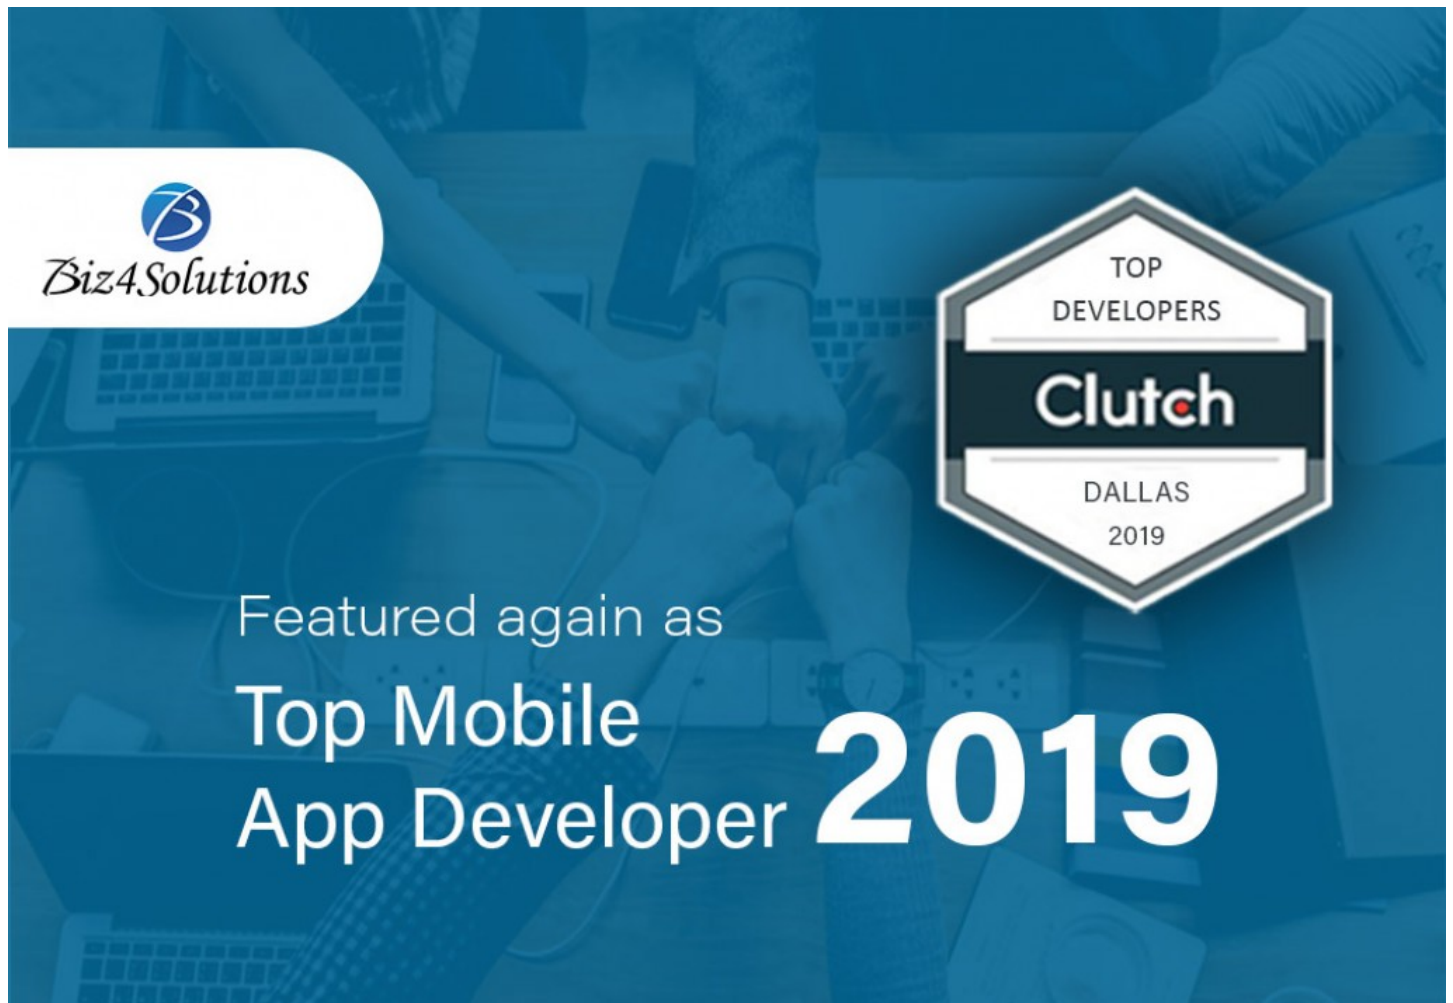 Biz4Solutions
TOP
DEVELOPERS
Clutch
DALLAS
2019
Featured again as
Top Mobile
App Developer 2019